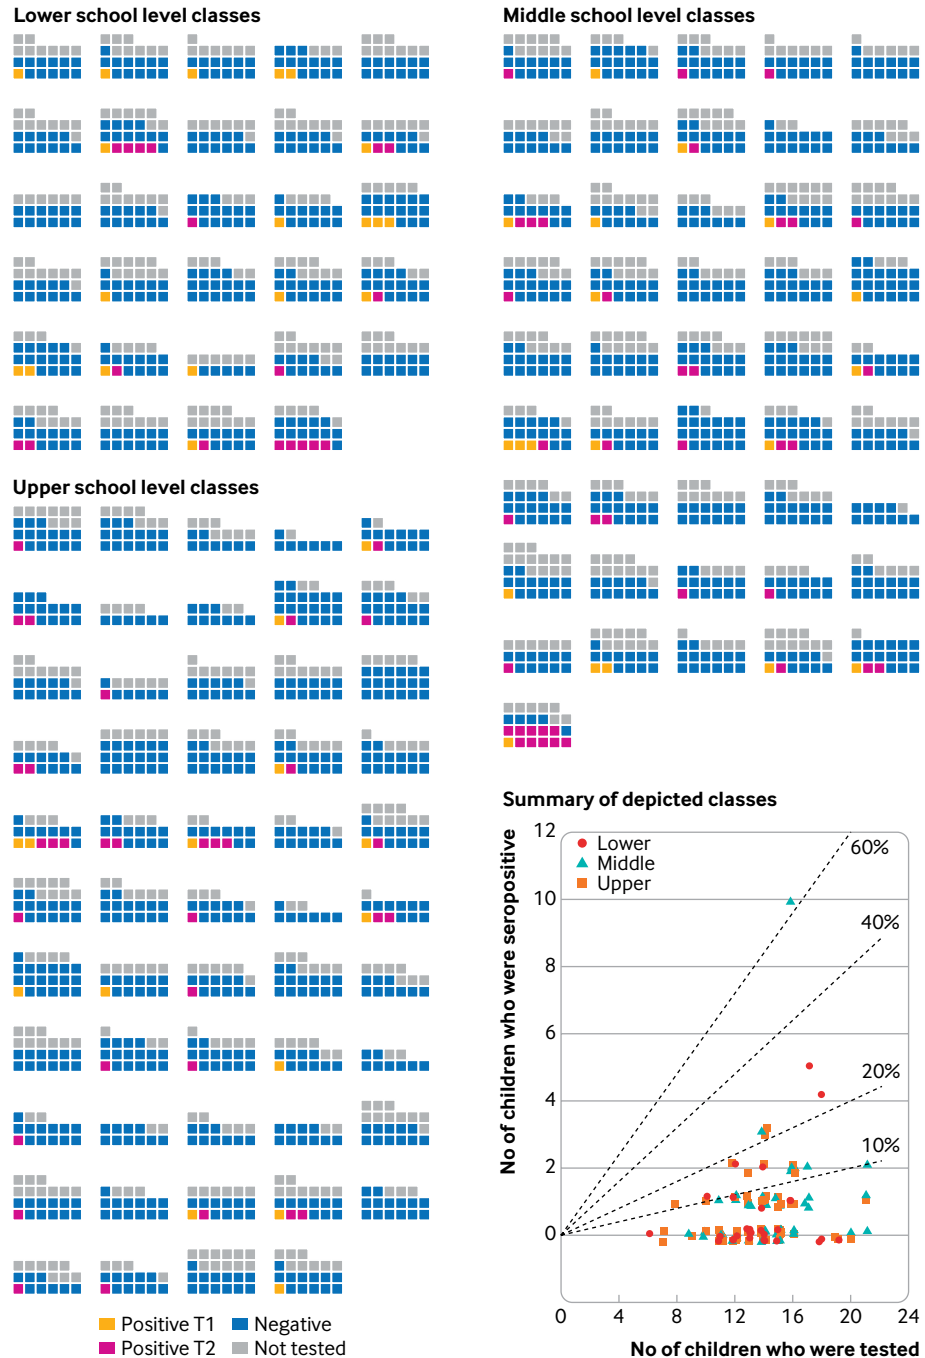 Lower school level classes
Middle school level classes
Upper school level classes
Positive T1
Negative
Positive T2
Not tested
Summary of depicted classes
No of children who were seropositive
12
10
8
6
4
2
0
Lower
Middle
Upper
60%
40%
20%
10%
0 4 8 12 16 20 24
No of children who were tested